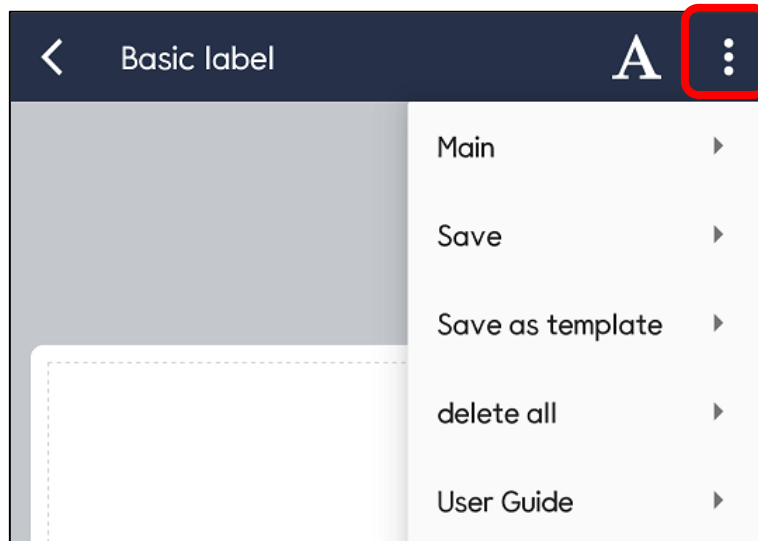 Basic label A
Main
Save
Save as template
delete all
User Guide